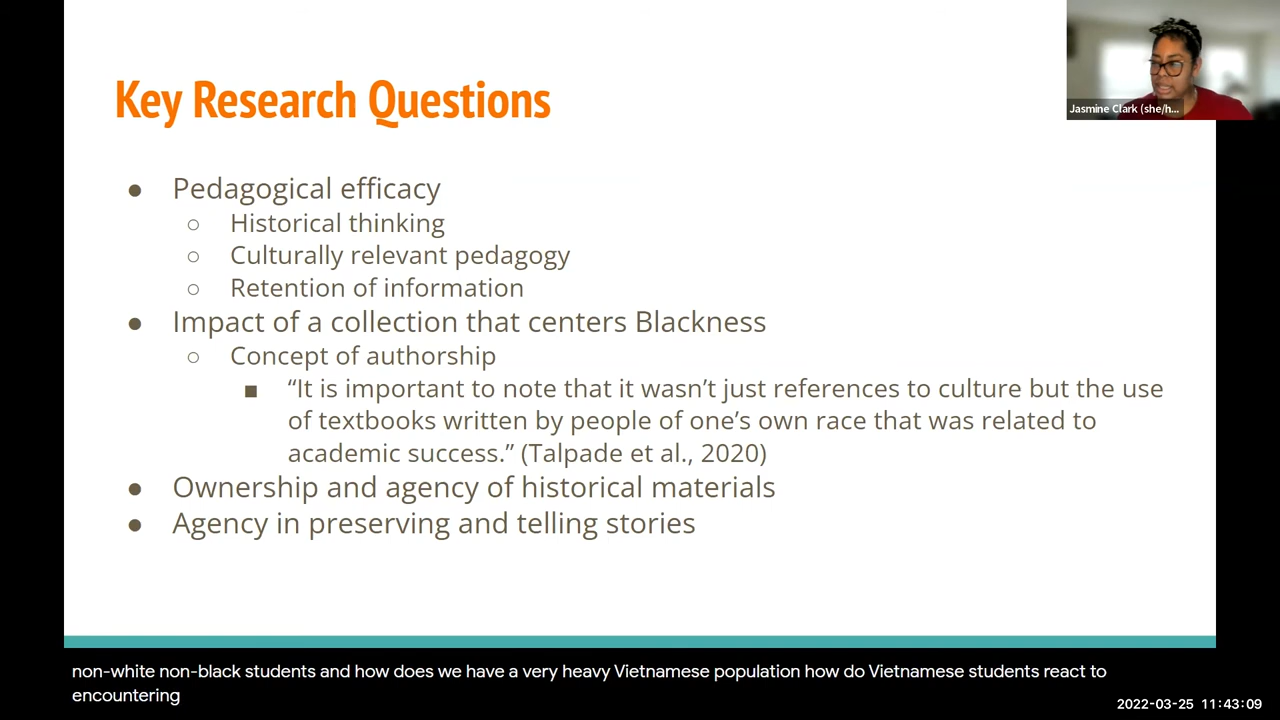 Key Research Questions
Jasmine Clark (she/h...
● Pedagogical efficacy
○ Historical thinking
○ Culturally relevant pedagogy
○ Retention of information
● Impact of a collection that centers Blackness
○ Concept of authorship
■ “It is important to note that it wasn’t just references to culture but the use
of textbooks written by people of one’s own race that was related to
academic success.” (Talpade et al., 2020)
● Ownership and agency of historical materials
● Agency in preserving and telling stories
non-white non-black students and how does we have a very heavy Vietnamese population how do Vietnamese students react to
encountering
2022-03-25 11:43:09